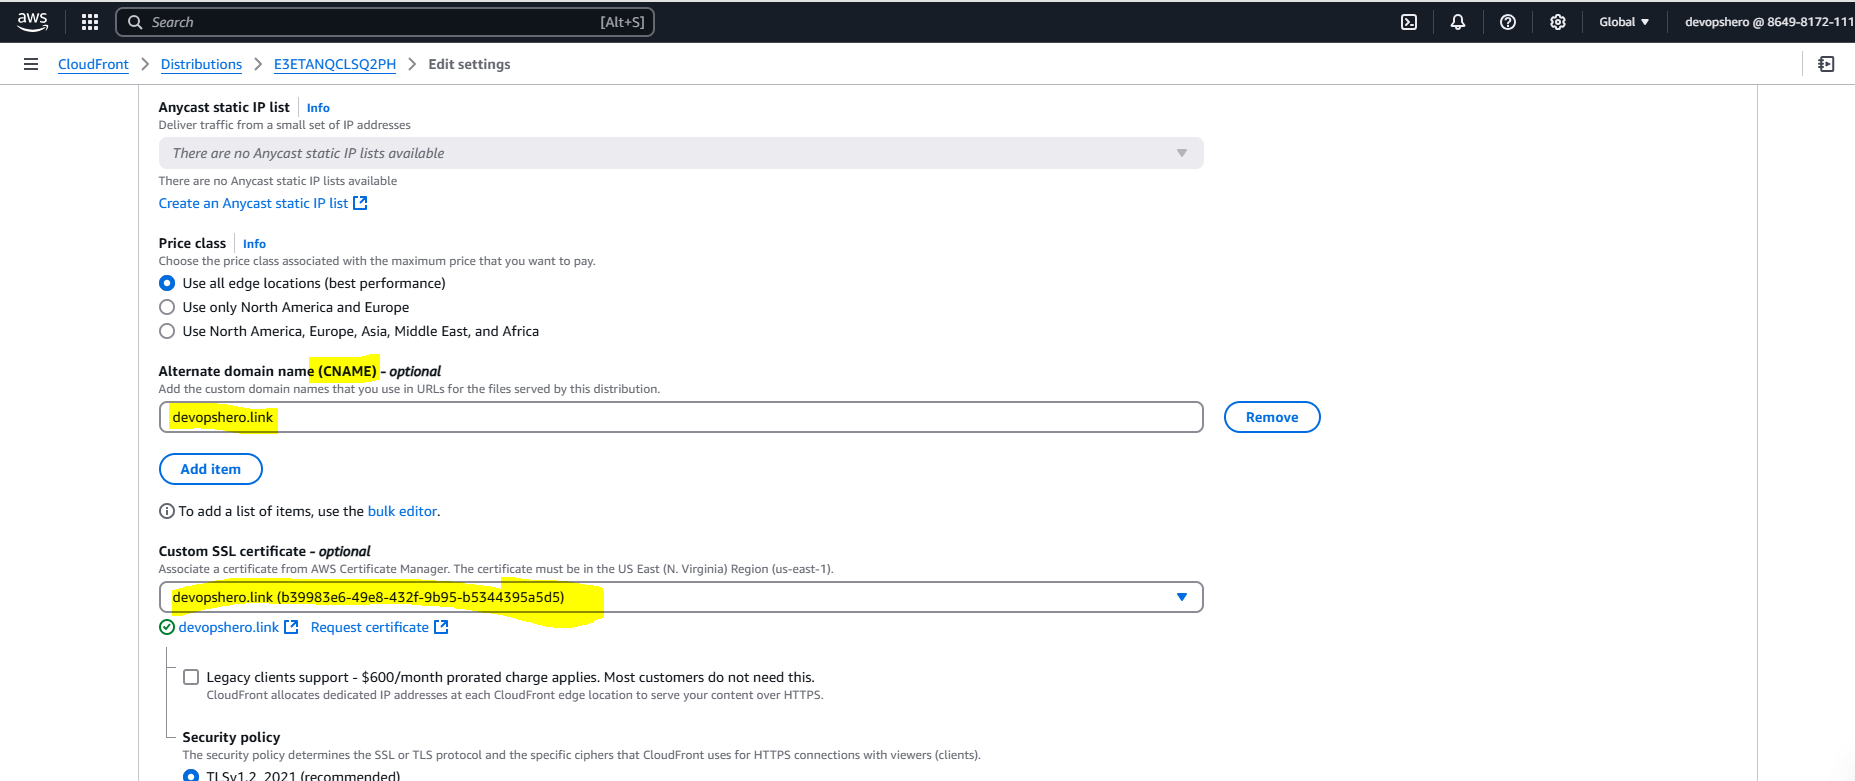 aws
Search [Alt+S]
Global
devopshero @ 8649-8172-111
CloudFront > Distributions > E3ETANQCLSQ2PH > Edit settings
Anycast static IP list Info
Deliver traffic from a small set of IP addresses
There are no Anycast static IP lists available
There are no Anycast static IP lists available
Create an Anycast static IP list
Price class Info
Choose the price class associated with the maximum price that you want to pay.
Use all edge locations (best performance)
Use only North America and Europe
Use North America, Europe, Asia, Middle East, and Africa
Alternate domain name (CNAME) - optional
Add the custom domain names that you use in URLs for the files served by this distribution.
devopshero.link
Remove
Add item
To add a list of items, use the bulk editor.
Custom SSL certificate - optional
Associate a certificate from AWS Certificate Manager. The certificate must be in the US East (N. Virginia) Region (us-east-1).
devopshero.link (b39983e6-49e8-432f-9b95-b5344395a5d5)
devopshero.link Request certificate
Legacy clients support - $600/month prorated charge applies. Most customers do not need this.
CloudFront allocates dedicated IP addresses at each CloudFront edge location to serve your content over HTTPS.
Security policy
The security policy determines the SSL or TLS protocol and the specific ciphers that CloudFront uses for HTTPS connections with viewers (clients).
TLSv1.2_2021 (recommended)